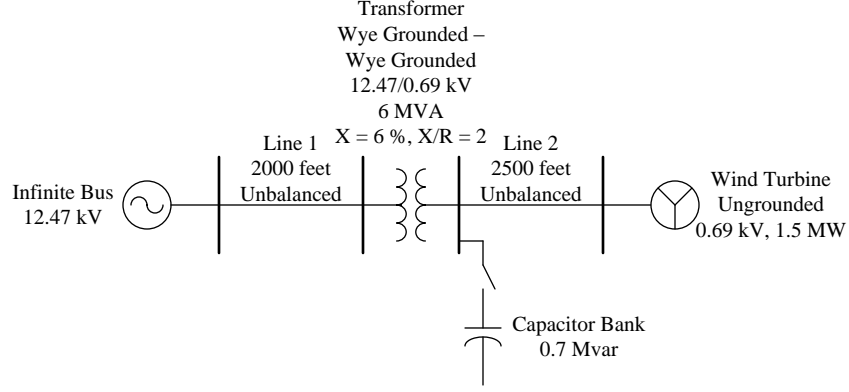 Transformer
Wye Grounded –
Wye Grounded
12.47/0.69 kV
6 MVA
X = 6 %, X/R = 2
Line 1
2000 feet
Unbalanced
Line 2
2500 feet
Unbalanced
Infinite Bus
12.47 kV
Wind Turbine
Ungrounded
0.69 kV, 1.5 MW
Capacitor Bank
0.7 Mvar